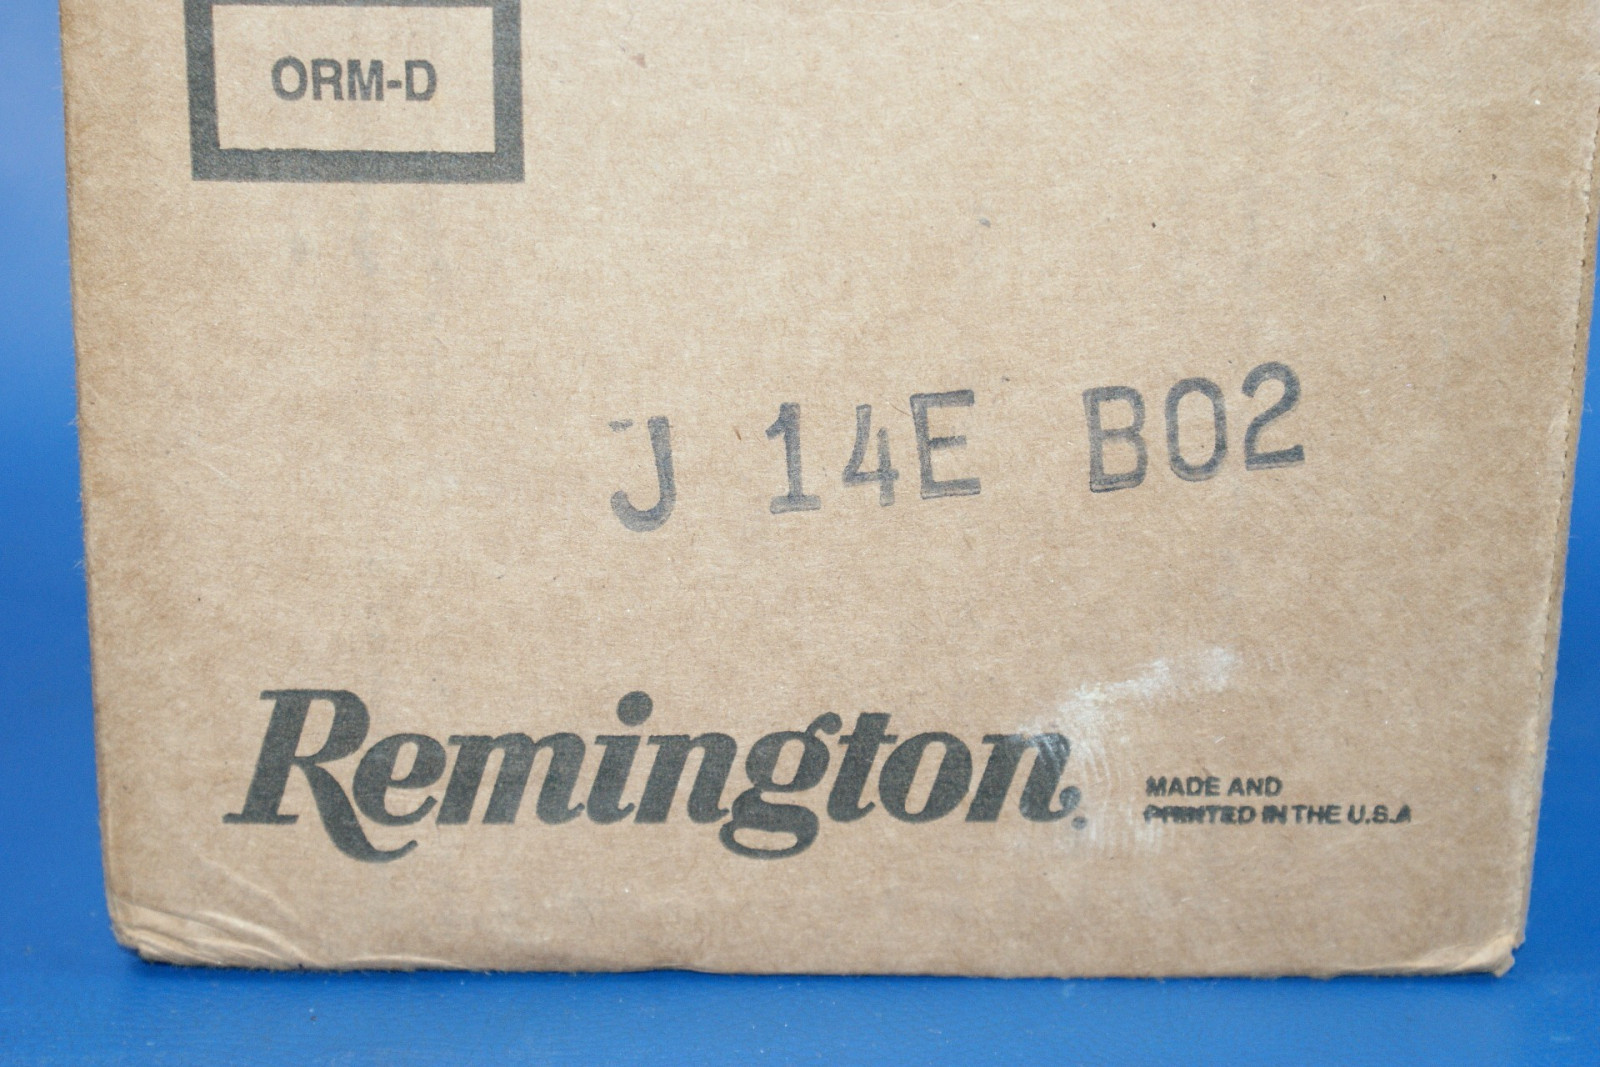 ORM-D
J 14E B02
Remington.
MADE AND
PRINTED IN THE U.S.A